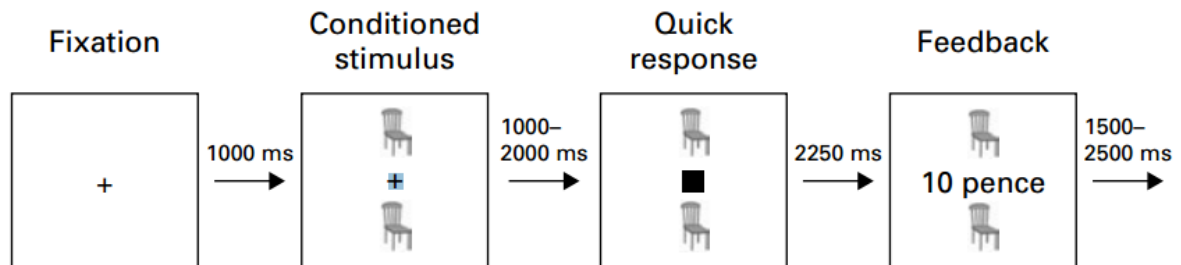 Fixation
Conditioned
stimulus
Quick
response
Feedback
+
1000 ms
+
1000–
2000 ms
2250 ms
10 pence
1500–
2500 ms